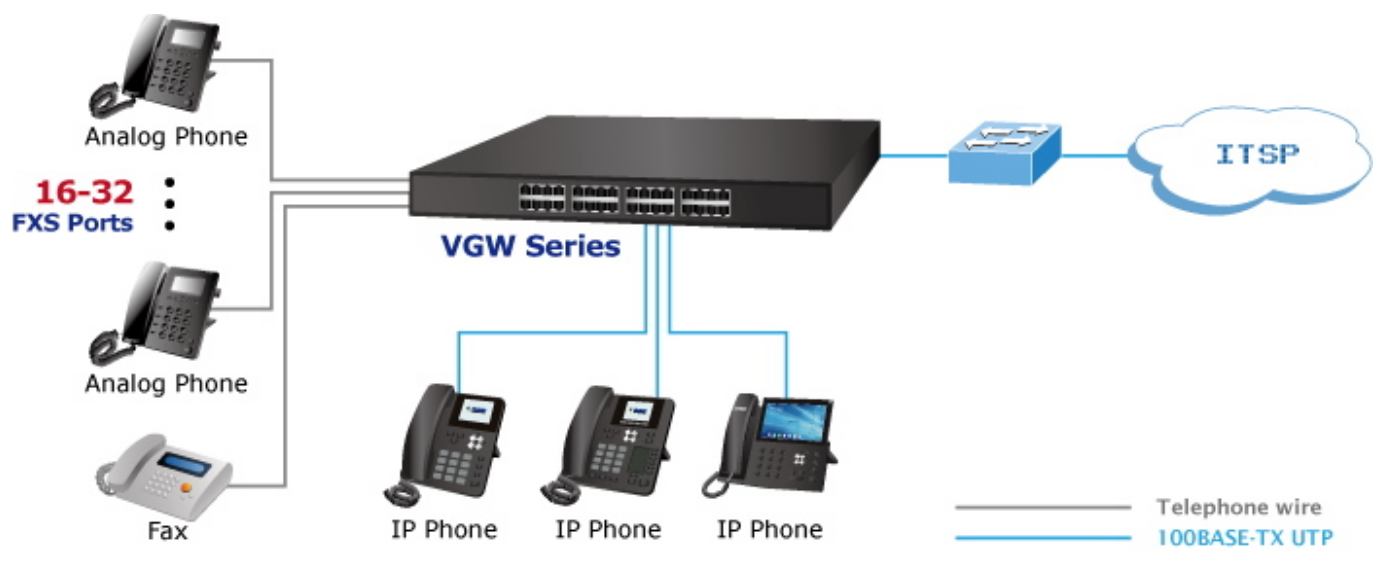 Analog Phone
16-32
FXS Ports
Analog Phone
Fax
VGW Series
ITSP
IP Phone
IP Phone
IP Phone
Telephone wire
100BASE-TX UTP